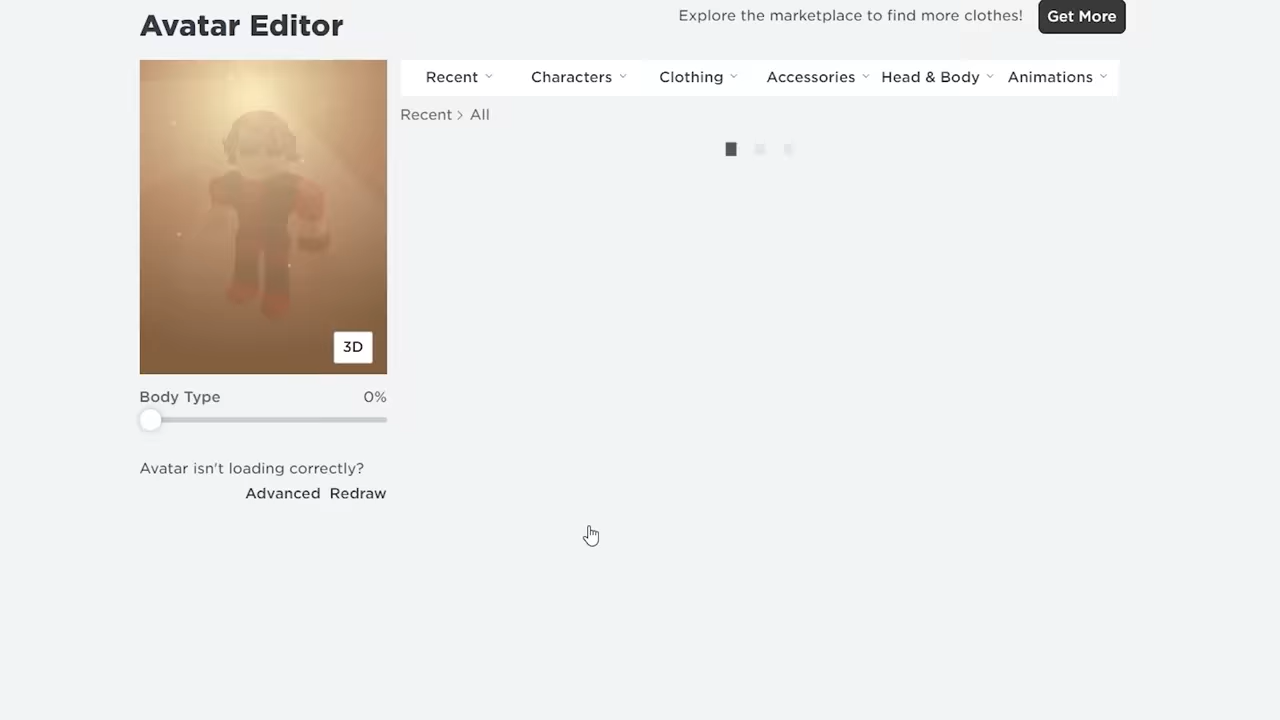 Avatar Editor
Explore the marketplace to find more clothes! Get More
Recent Characters Clothing Accessories Head & Body Animations
Recent > All
3D
Body Type 0%
Avatar isn't loading correctly?
Advanced Redraw